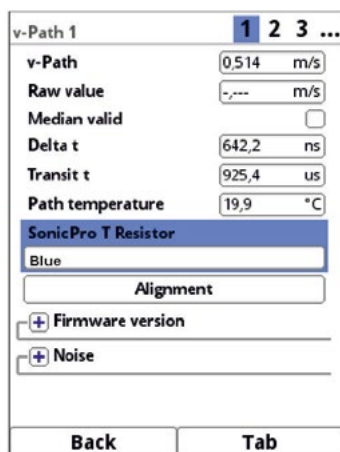 v-Path 1 1 2 3 ...
v-Path 0,514 m/s
Raw value -,--- m/s
Median valid
Delta t 642,2 ns
Transit t 925,4 us
Path temperature 19,9 °C
SonicPro T Resistor
Blue
Alignment
Firmware version
Noise
Back Tab